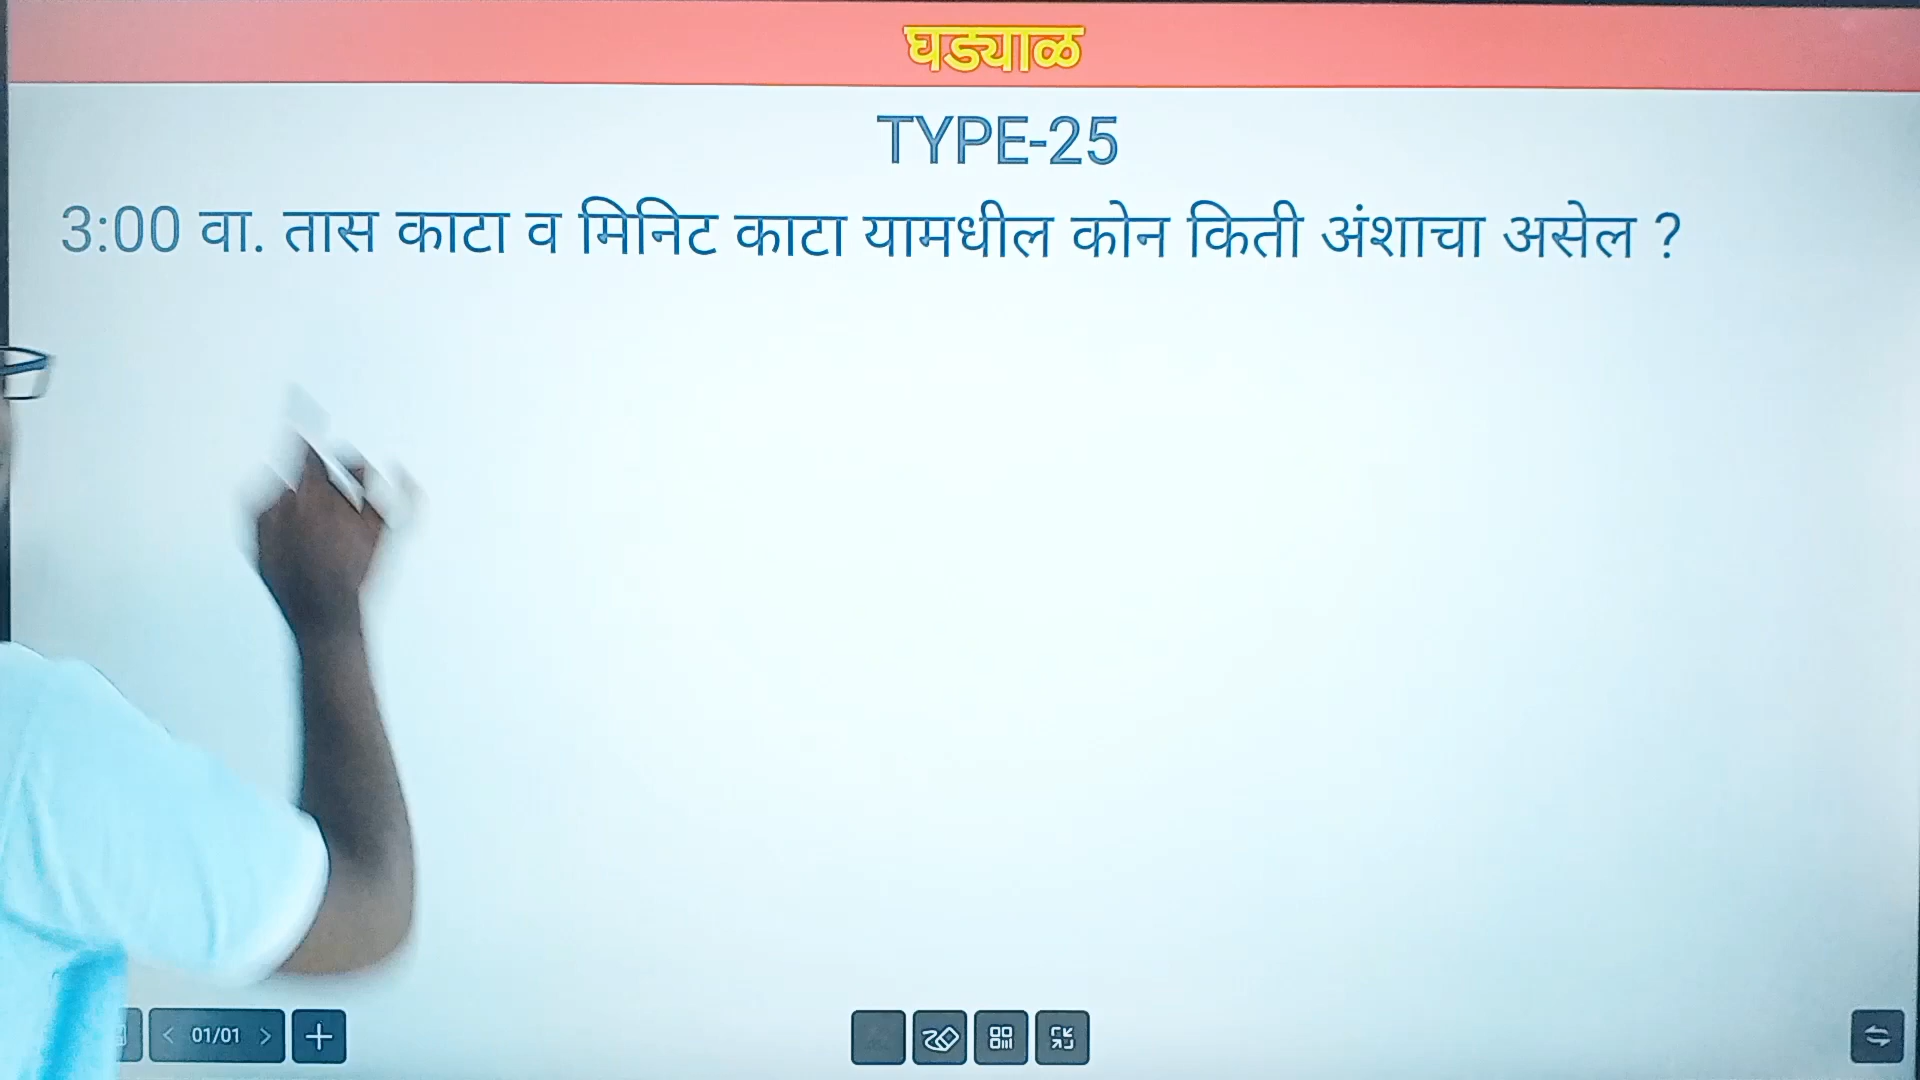 घड्याळ
TYPE-25
3:00 वा. तास काटा व मिनिट काटा यामधील कोन किती अंशाचा असेल ?
< 01/01 > +